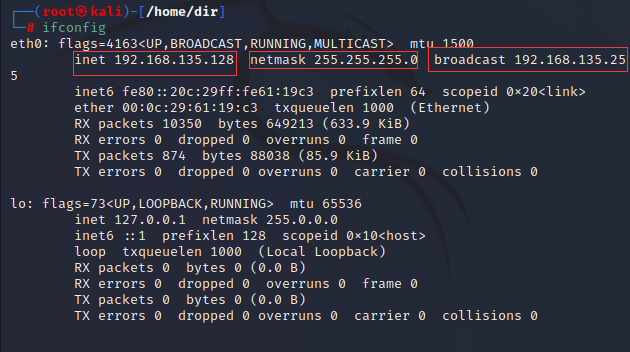 ┌──(root㉿kali)-[/home/dir]
└─# ifconfig
eth0: flags=4163<UP,BROADCAST,RUNNING,MULTICAST>  mtu 1500
        inet 192.168.135.128  netmask 255.255.255.0  broadcast 192.168.135.25
5
        inet6 fe80::20c:29ff:fe61:19c3  prefixlen 64  scopeid 0×20<link>
        ether 00:0c:29:61:19:c3  txqueuelen 1000  (Ethernet)
        RX packets 10350  bytes 649213 (633.9 KiB)
        RX errors 0  dropped 0  overruns 0  frame 0
        TX packets 874  bytes 88038 (85.9 KiB)
        TX errors 0  dropped 0 overruns 0  carrier 0  collisions 0

lo: flags=73<UP,LOOPBACK,RUNNING>  mtu 65536
        inet 127.0.0.1  netmask 255.0.0.0
        inet6 ::1  prefixlen 128  scopeid 0×10<host>
        loop  txqueuelen 1000  (Local Loopback)
        RX packets 0  bytes 0 (0.0 B)
        RX errors 0  dropped 0  overruns 0  frame 0
        TX packets 0  bytes 0 (0.0 B)
        TX errors 0  dropped 0 overruns 0  carrier 0  collisions 0